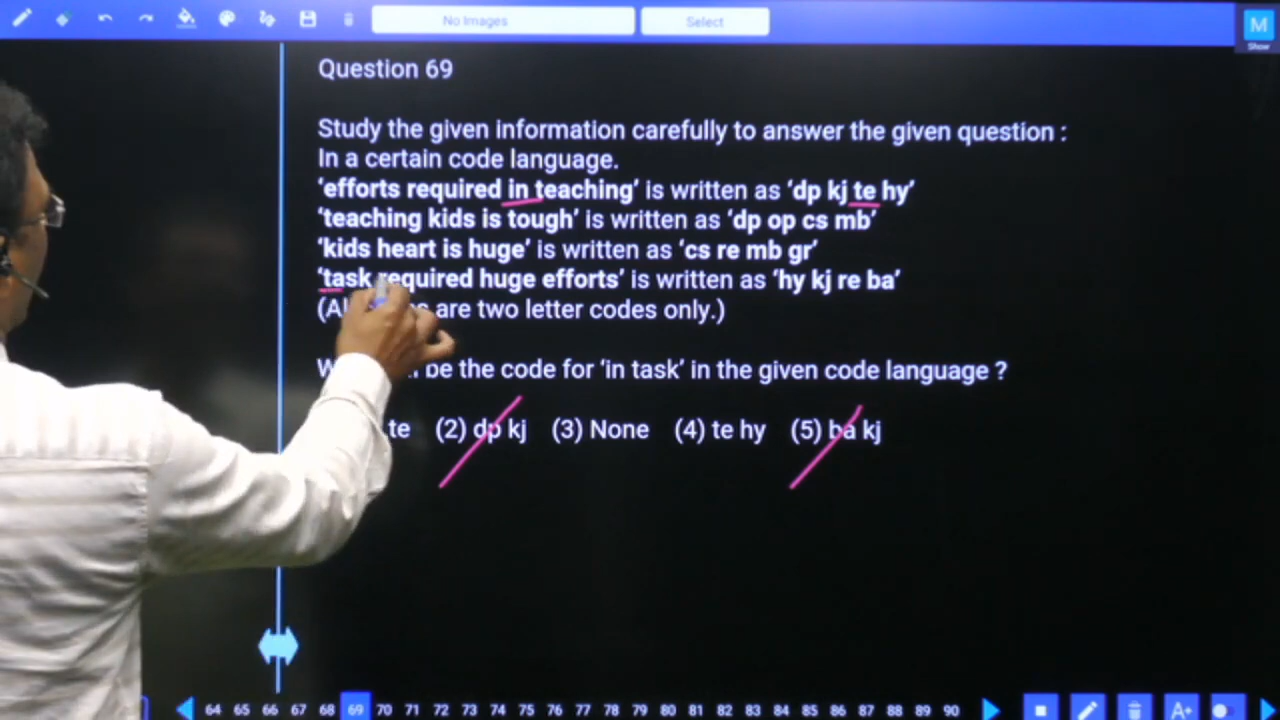 No Images Select
M
Show
Question 69
Study the given information carefully to answer the given question :
In a certain code language.
‘efforts required in teaching’ is written as ‘dp kj te hy’
‘teaching kids is tough’ is written as ‘dp op cs mb’
‘kids heart is huge’ is written as ‘cs re mb gr’
‘task required huge efforts’ is written as ‘hy kj re ba’
are two letter codes only.)
be the code for ‘in task’ in the given code language ?
te (2) dp kj (3) None (4) te hy (5) ba kj
64 65 66 67 68 69 70 71 72 73 74 75 76 77 78 79 80 81 82 83 84 85 86 87 88 89 90
A+